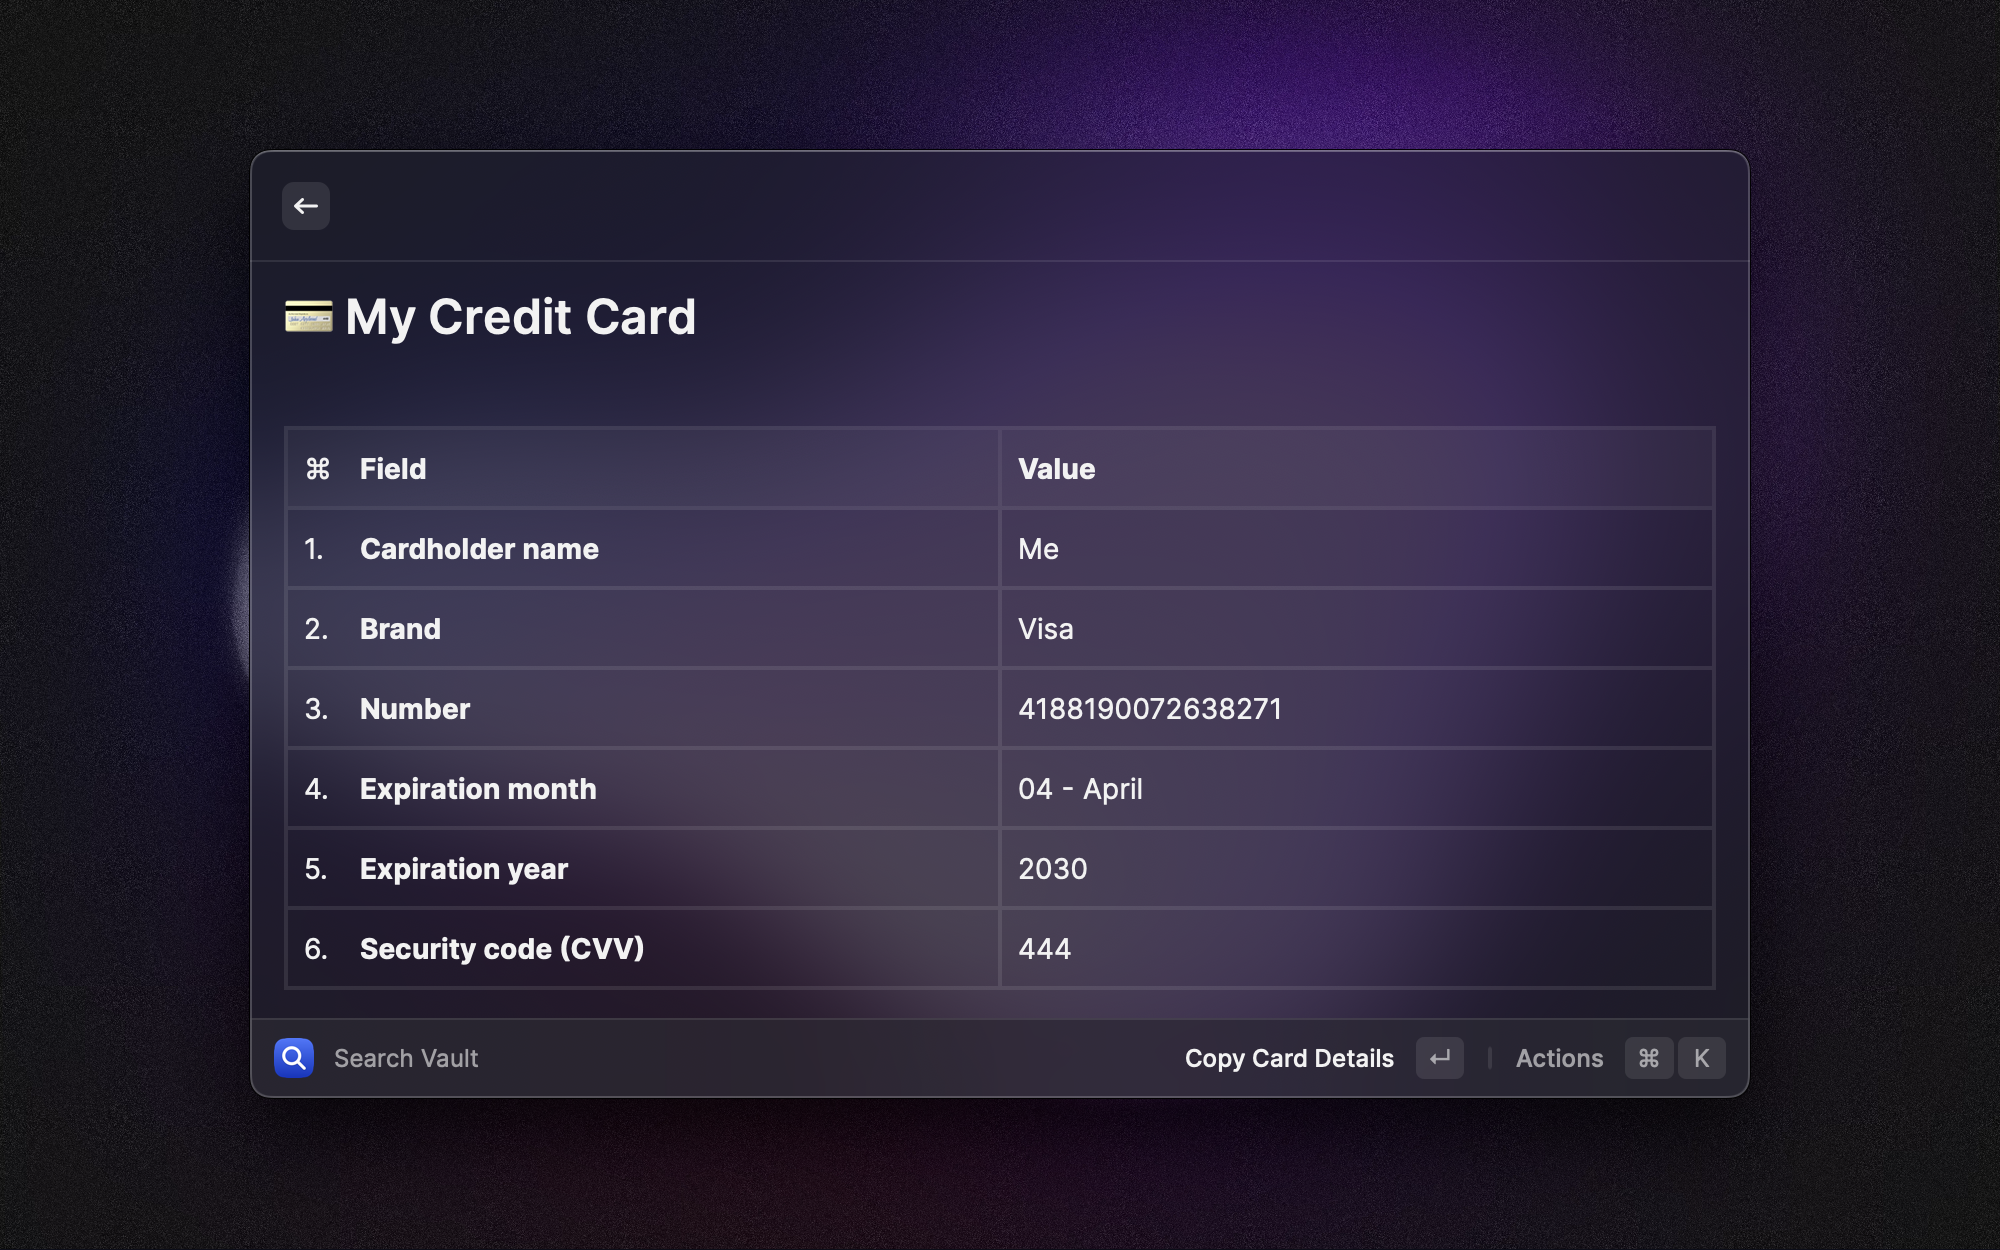 My Credit Card
⌘ Field Value
1. Cardholder name Me
2. Brand Visa
3. Number 4188190072638271
4. Expiration month 04 - April
5. Expiration year 2030
6. Security code (CVV) 444
Search Vault Copy Card Details ↵ Actions ⌘ K